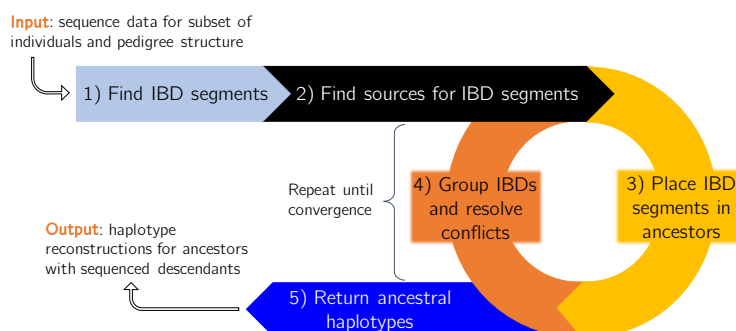 Input: sequence data for subset of
individuals and pedigree structure
1) Find IBD segments
2) Find sources for IBD segments
3) Place IBD
segments in
ancestors
4) Group IBDs
and resolve
conflicts
Repeat until
convergence
5) Return ancestral
haplotypes
Output: haplotype
reconstructions for ancestors
with sequenced descendants